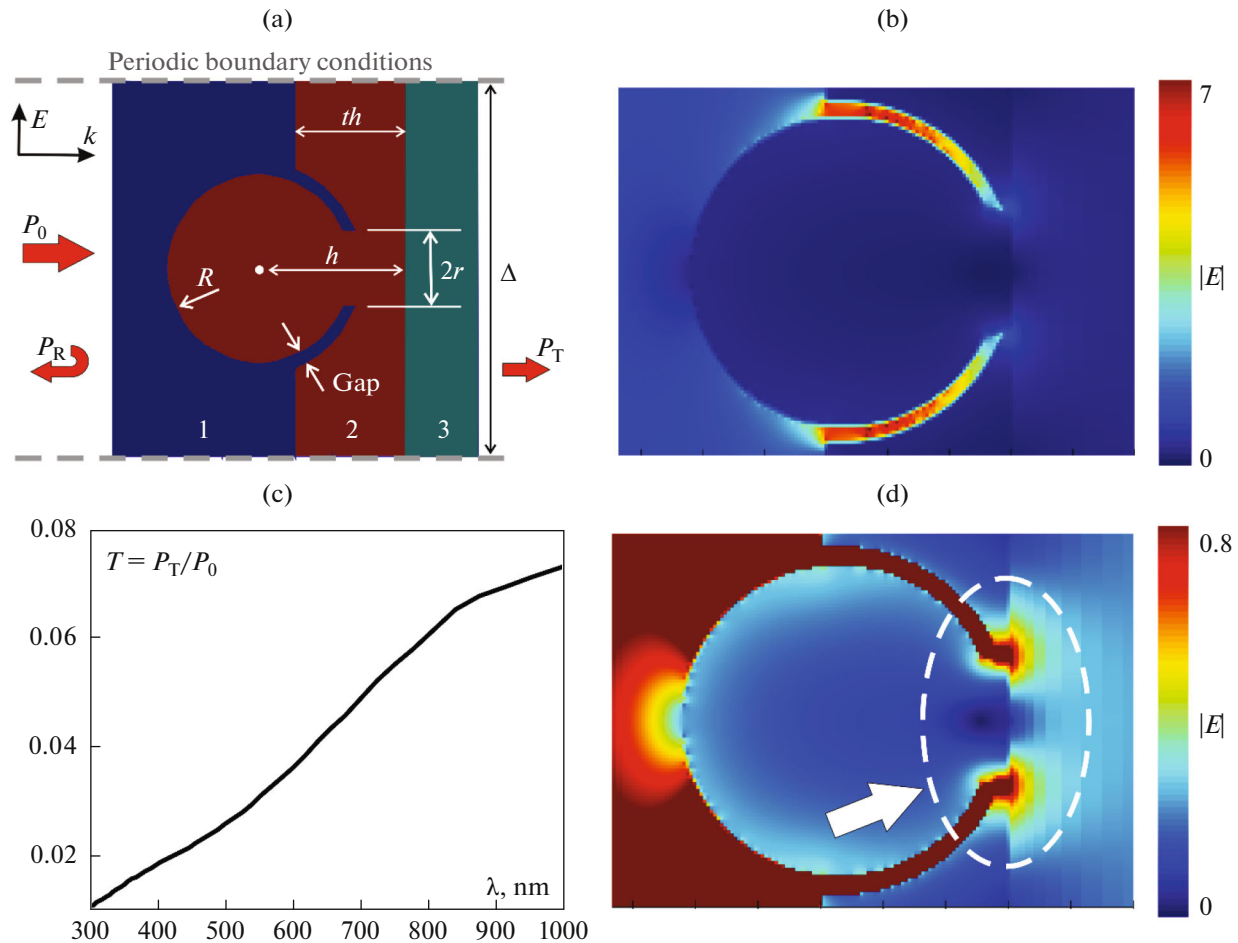 (a)
Periodic boundary conditions
E
k
th
P0
h
2r
Δ
R
PR
PT
Gap
1 2 3
(b)
7
|E|
0
(c)
0.08
T = PT/P0
0.06
0.04
0.02
λ, nm
300 400 500 600 700 800 900 1000
(d)
0.8
|E|
0